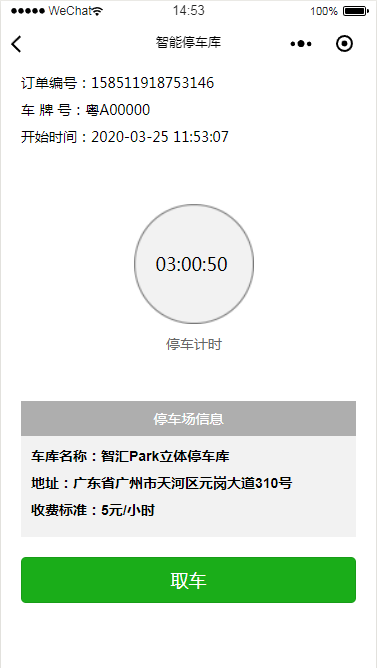 WeChat 14:53 100%
智能停车库
订单编号：158511918753146
车 牌 号：粤A00000
开始时间：2020-03-25 11:53:07
03:00:50
停车计时
停车场信息
车库名称：智汇Park立体停车库
地址：广东省广州市天河区元岗大道310号
收费标准：5元/小时
取车